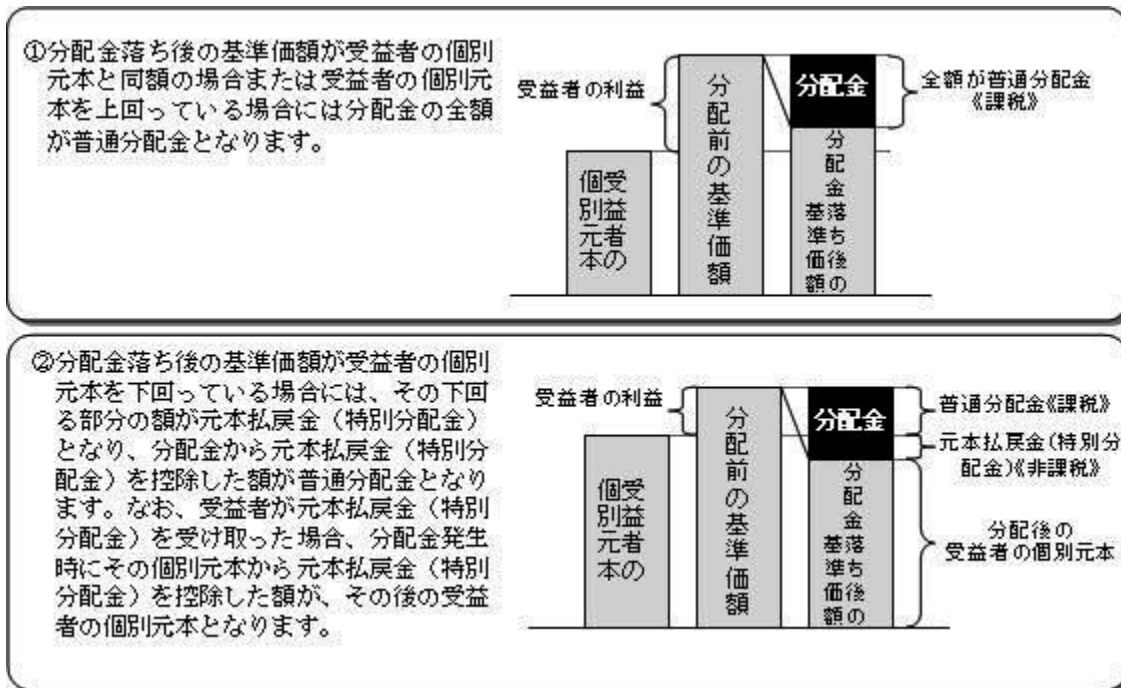 ①分配金落ち後の基準価額が受益者の個別
元本と同額の場合または受益者の個別元
本を上回っている場合には分配金の全額
が普通分配金となります。
受益者の利益
受益者の
個別元本
分配前の基準価額
分配金
分配金落ち後の
基準価額
全額が普通分配金
《課税》
②分配金落ち後の基準価額が受益者の個別
元本を下回っている場合には、その下回
る部分の額が元本払戻金（特別分配金）
となり、分配金から元本払戻金（特別分
配金）を控除した額が普通分配金となり
ます。なお、受益者が元本払戻金（特別
分配金）を受け取った場合、分配金発生
時にその個別元本から元本払戻金（特別
分配金）を控除した額が、その後の受益
者の個別元本となります。
受益者の利益
受益者の
個別元本
分配前の基準価額
分配金
分配金落ち後の
基準価額
普通分配金《課税》
元本払戻金(特別分
配金)《非課税》
分配後の
受益者の個別元本